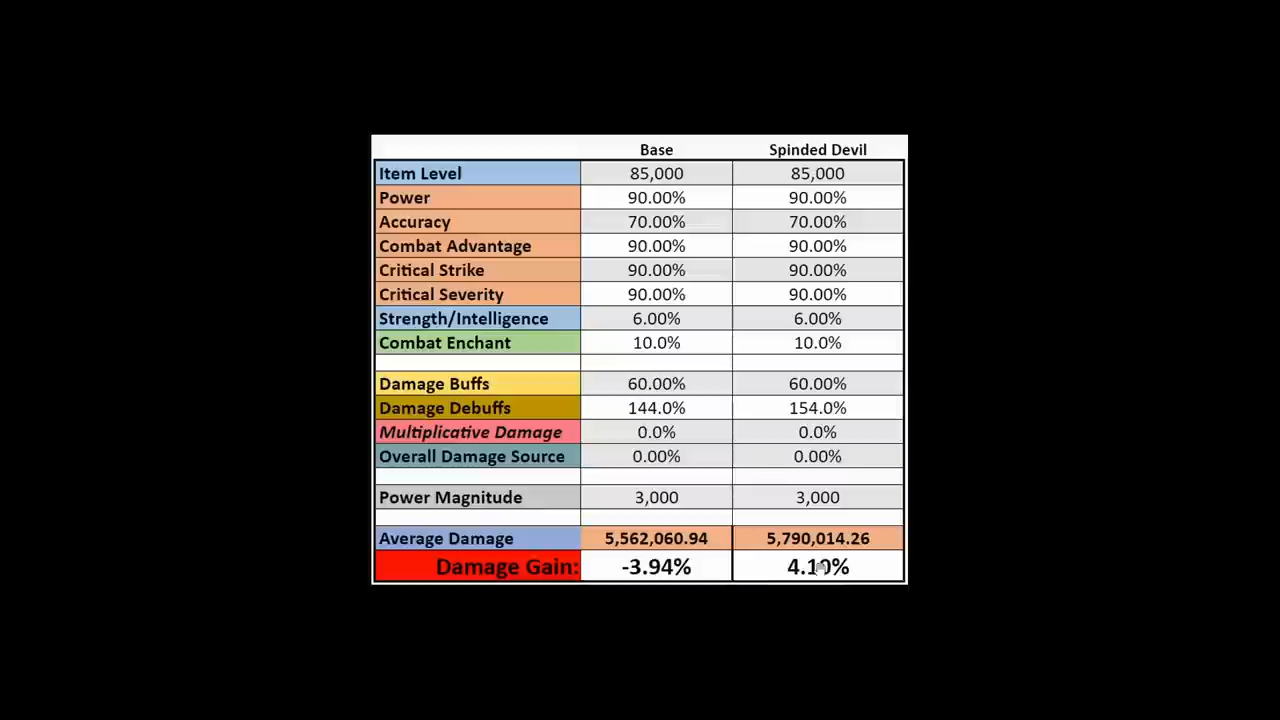 Base Spinded Devil
Item Level 85,000 85,000
Power 90.00% 90.00%
Accuracy 70.00% 70.00%
Combat Advantage 90.00% 90.00%
Critical Strike 90.00% 90.00%
Critical Severity 90.00% 90.00%
Strength/Intelligence 6.00% 6.00%
Combat Enchant 10.0% 10.0%
Damage Buffs 60.00% 60.00%
Damage Debuffs 144.0% 154.0%
Multiplicative Damage 0.0% 0.0%
Overall Damage Source 0.00% 0.00%
Power Magnitude 3,000 3,000
Average Damage 5,562,060.94 5,790,014.26
Damage Gain: -3.94% 4.10%